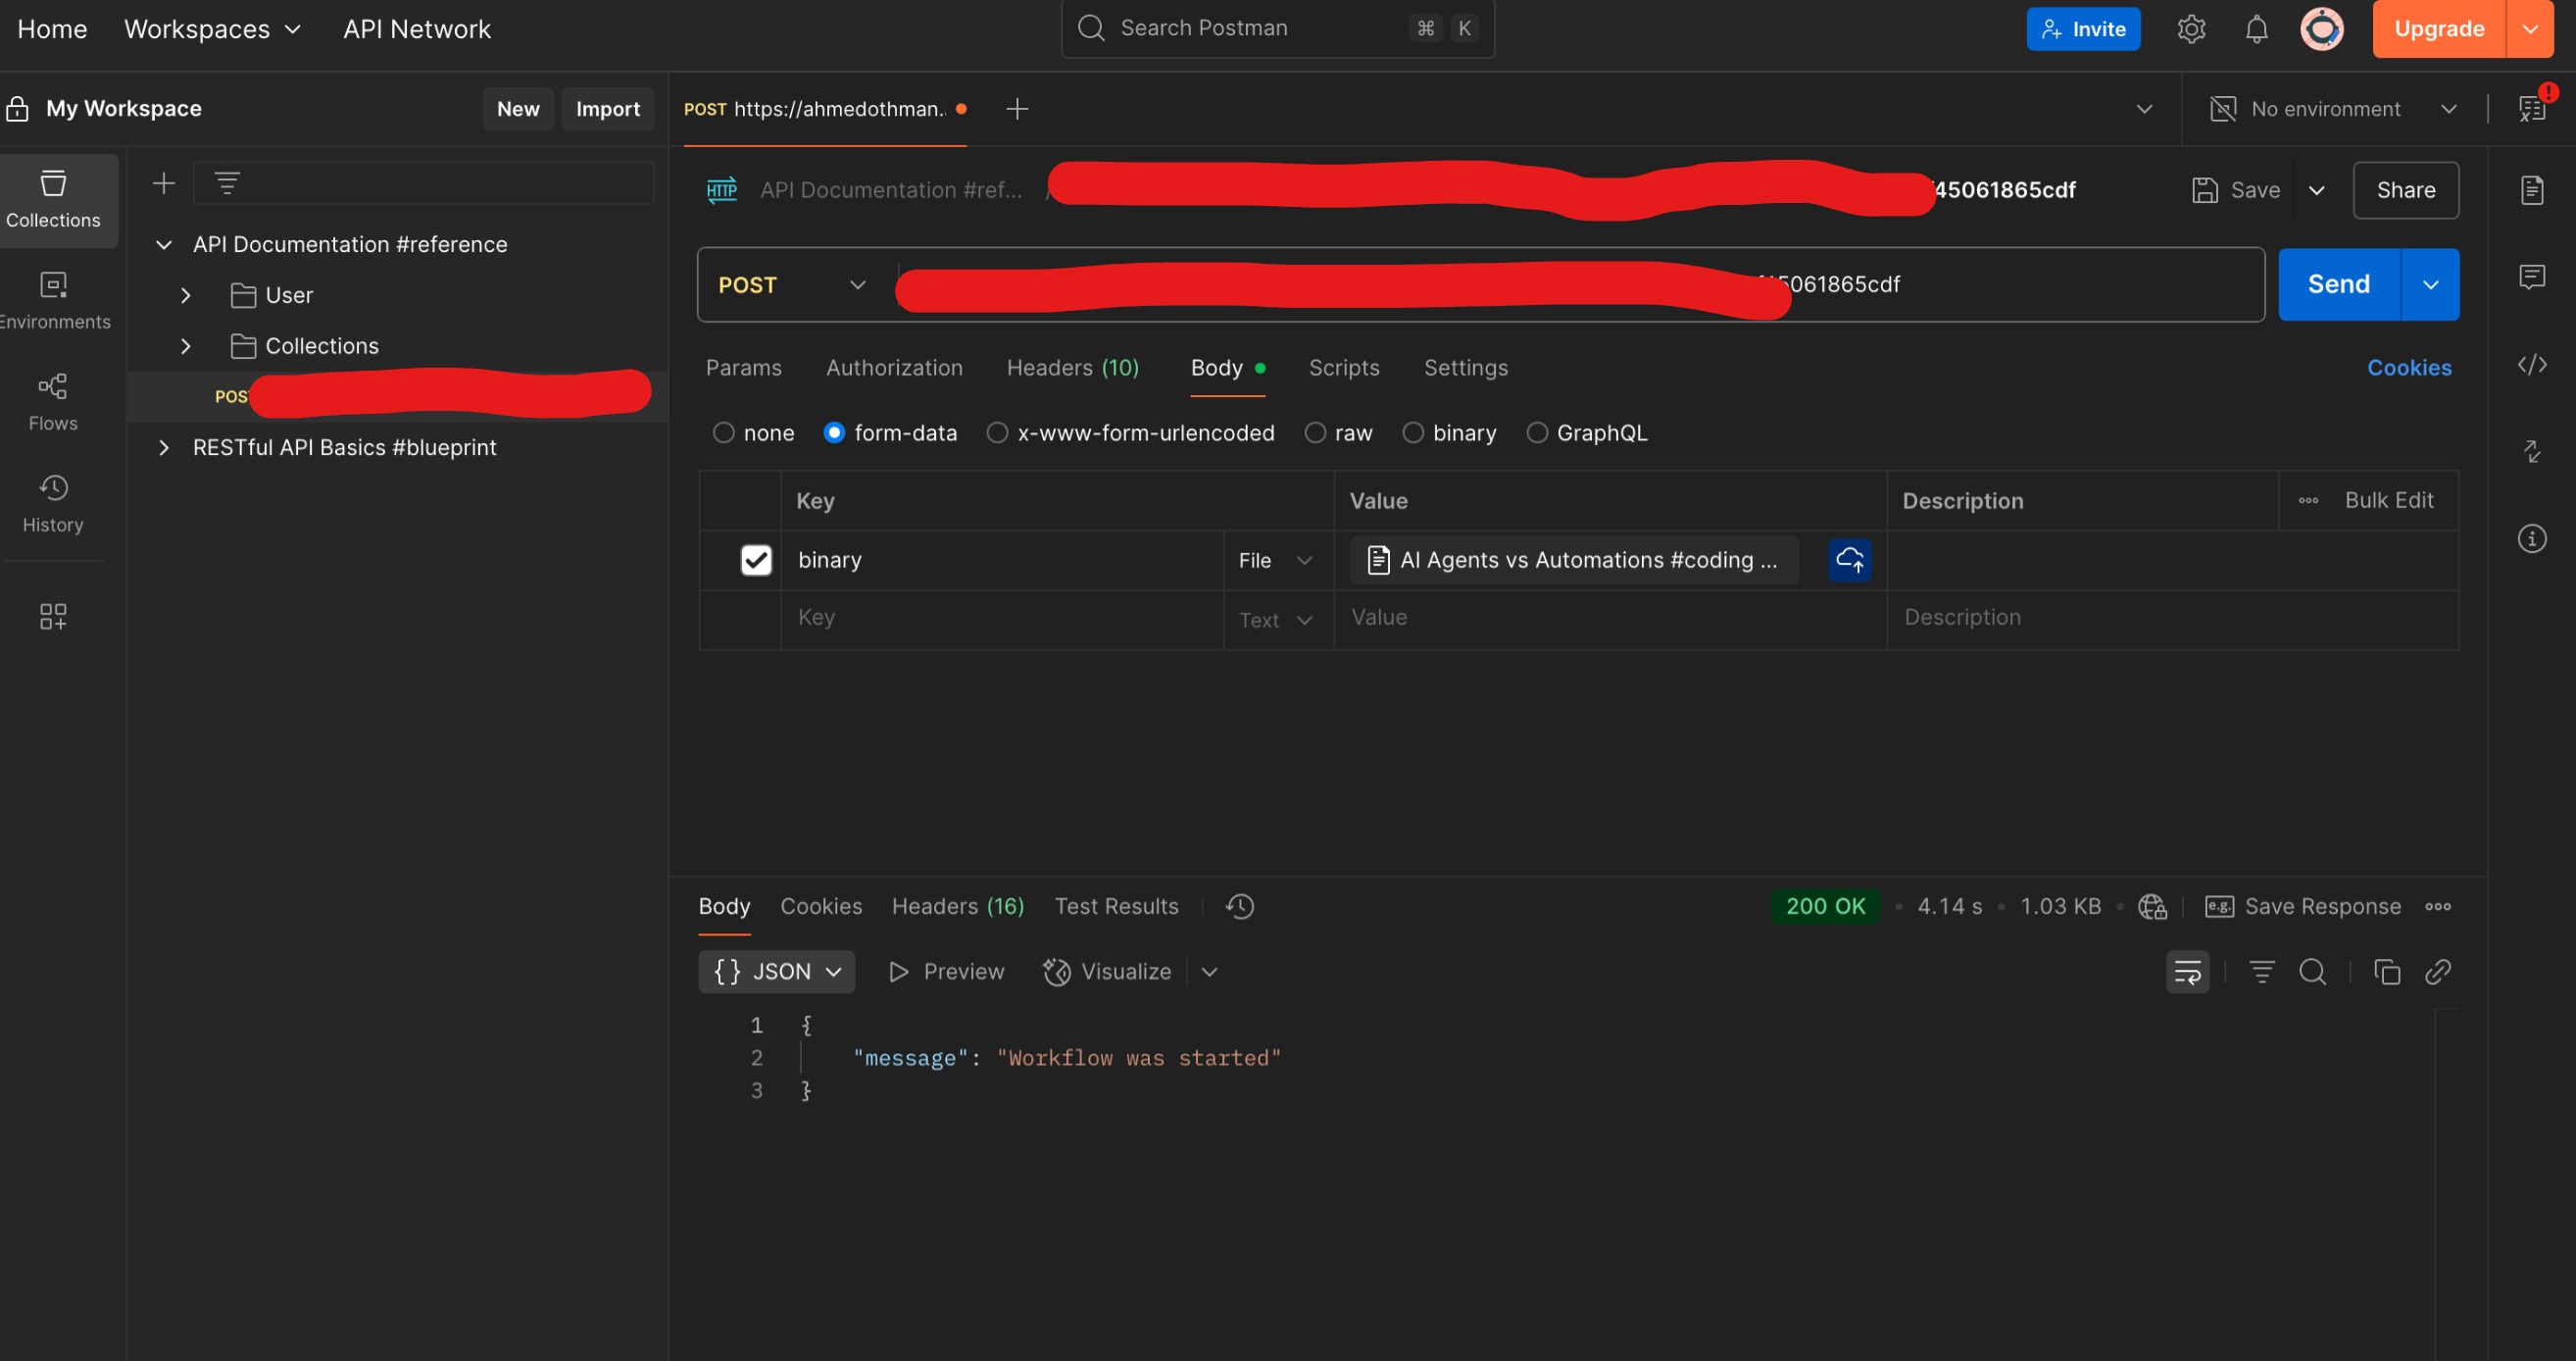 Home Workspaces API Network Search Postman ⌘ K Invite Upgrade
My Workspace New Import POST https://ahmedothman. No environment
API Documentation #ref... 45061865cdf Save Share
Collections
API Documentation #reference
POST 5061865cdf Send
User
Environments
Collections
Params Authorization Headers (10) Body Scripts Settings Cookies
POS
Flows
none form-data x-www-form-urlencoded raw binary GraphQL
RESTful API Basics #blueprint
History
Key Value Description Bulk Edit
binary File AI Agents vs Automations #coding ...
Key Text Value Description
Body Cookies Headers (16) Test Results 200 OK 4.14 s 1.03 KB e.g. Save Response
{} JSON Preview Visualize
1 {
2 "message": "Workflow was started"
3 }